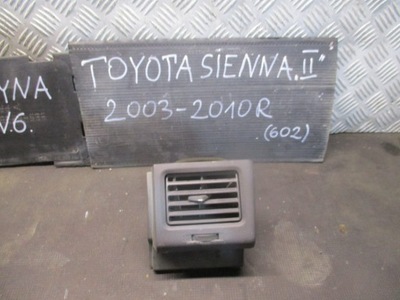 TOYOTA SIENNA "II"
2003-2010R
(602)
YNA
V.6.